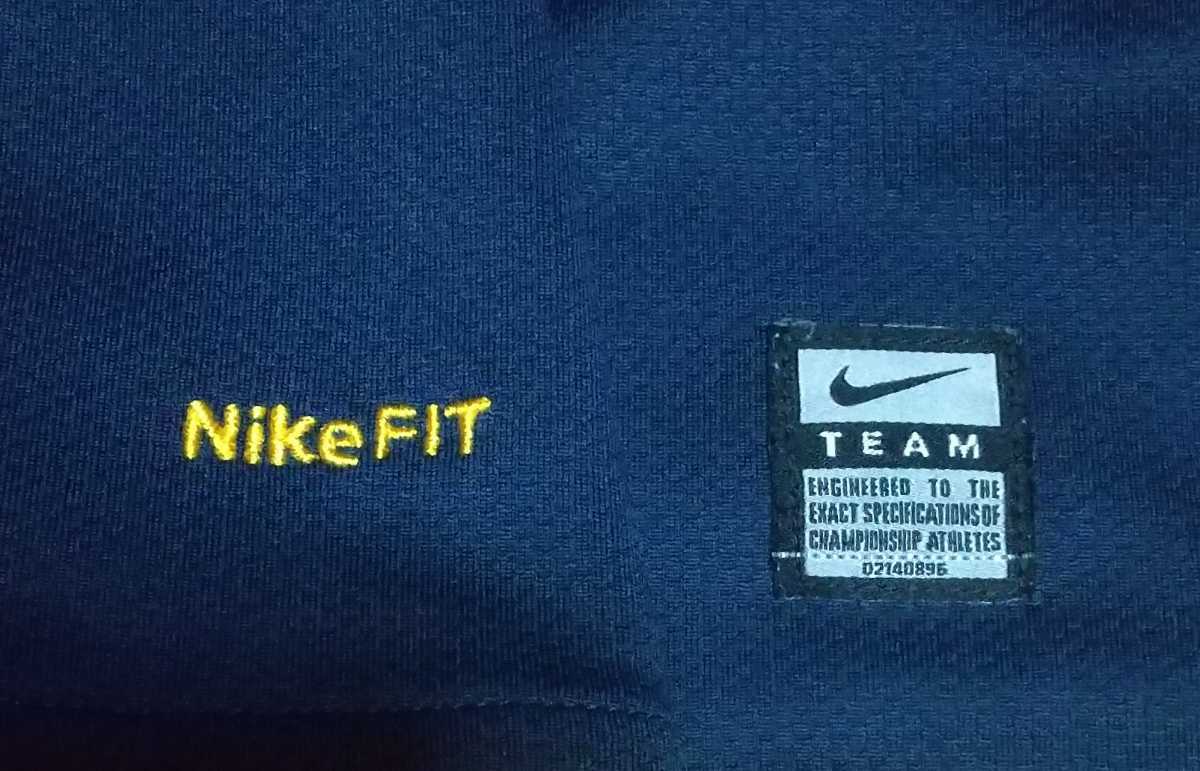 NikeFIT
TEAM
ENGINEERED TO THE
EXACT SPECIFICATIONS OF
CHAMPIONSHIP ATHLETES
02140896